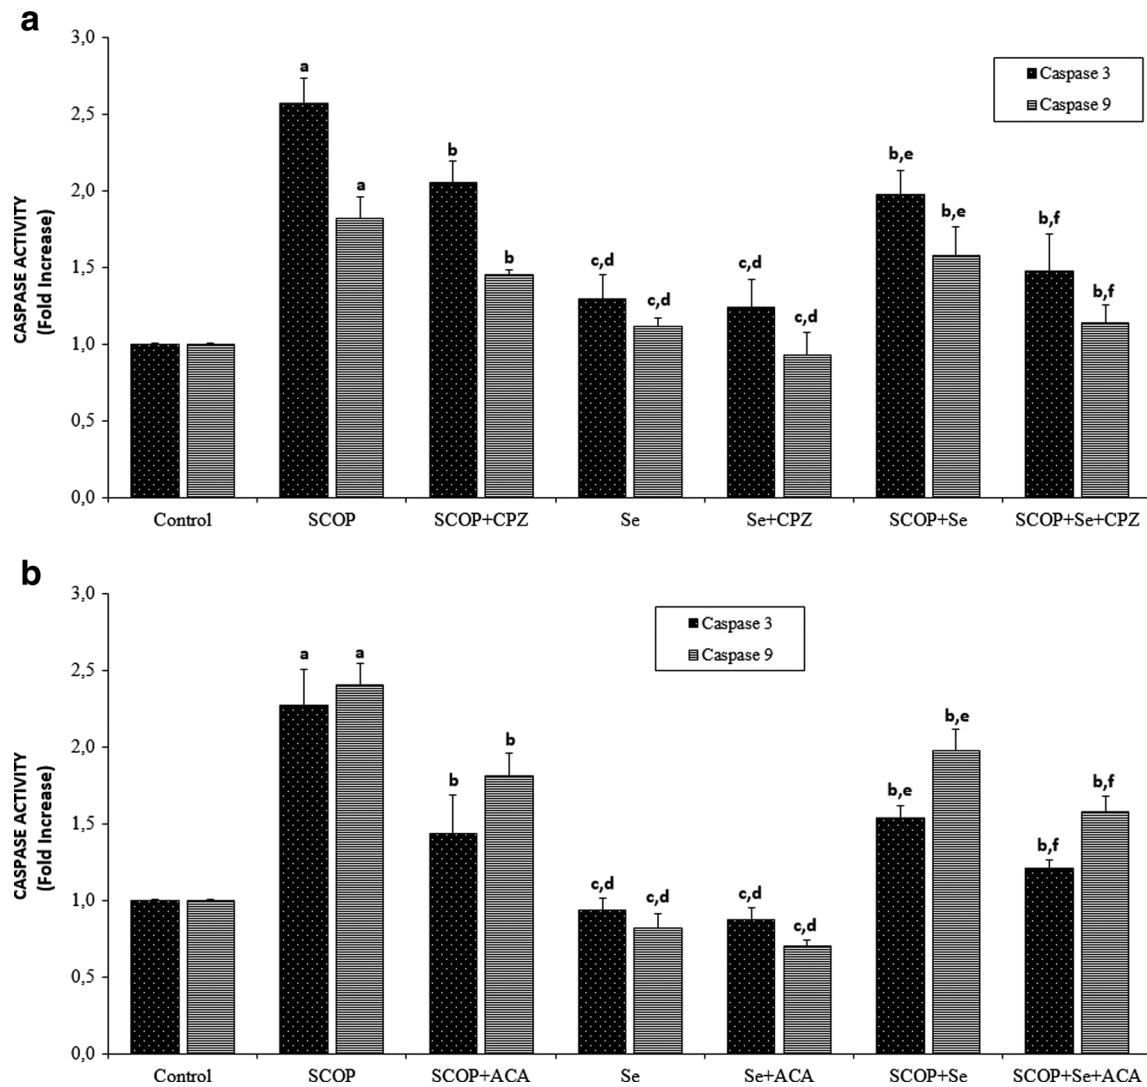 a
CASPASE ACTIVITY
(Fold Increase)
3,0
2,5
2,0
1,5
1,0
0,5
0,0
Caspase 3
Caspase 9
a
a
b
b
c,d
c,d
c,d
c,d
b,e
b,e
b,f
b,f
Control SCOP SCOP+CPZ Se Se+CPZ SCOP+Se SCOP+Se+CPZ
b
CASPASE ACTIVITY
(Fold Increase)
3,0
2,5
2,0
1,5
1,0
0,5
0,0
Caspase 3
Caspase 9
a
a
b
b
c,d
c,d
c,d
c,d
b,e
b,e
b,f
b,f
Control SCOP SCOP+ACA Se Se+ACA SCOP+Se SCOP+Se+ACA